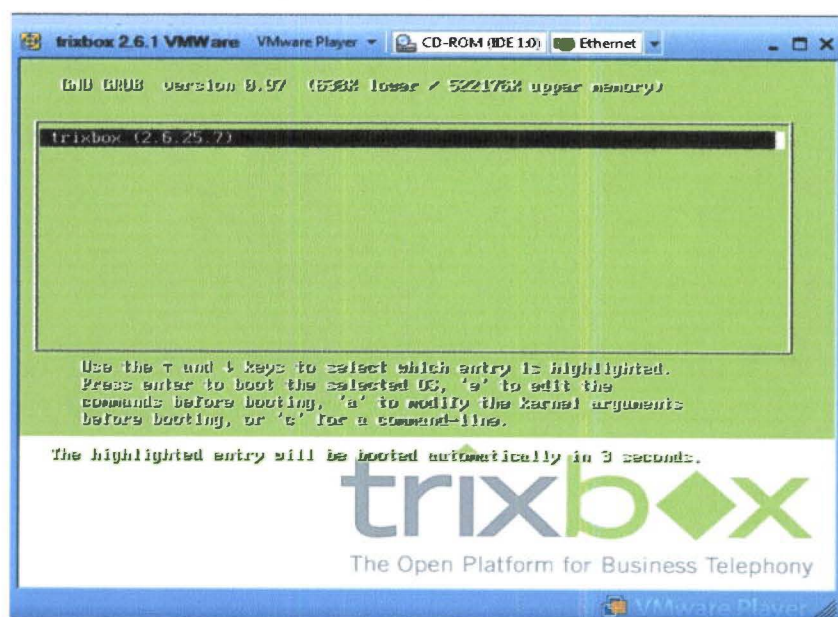 trixbox 2.6.1 VMWare VMware Player CD-ROM (IDE 1:0) Ethernet
GNU GRUB version 0.97 (638K lower / 522176K upper memory)
trixbox (2.6.25.7)
Use the ↑ and ↓ keys to select which entry is highlighted.
Press enter to boot the selected OS, 'e' to edit the
commands before booting, 'a' to modify the kernel arguments
before booting, or 'c' for a command-line.
The highlighted entry will be booted automatically in 3 seconds.
trixbox
The Open Platform for Business Telephony
VMware Player